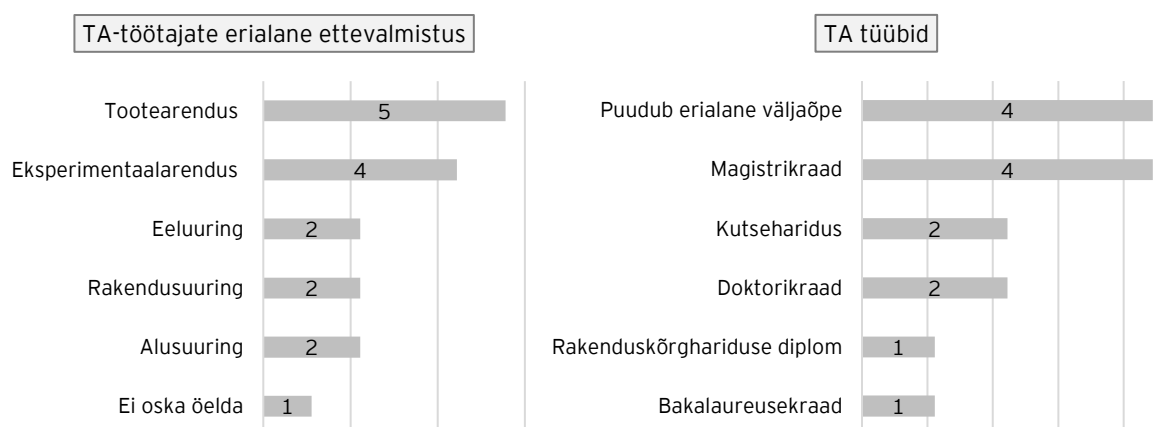 TA-töötajate erialane ettevalmistus
Tootearendus 5
Eksperimentaalarendus 4
Eeluuring 2
Rakendusuuring 2
Alusuuring 2
Ei oska öelda 1
TA tüübid
Puudub erialane väljaõpe 4
Magistrikraad 4
Kutseharidus 2
Doktorikraad 2
Rakenduskõrghariduse diplom 1
Bakalaureusekraad 1